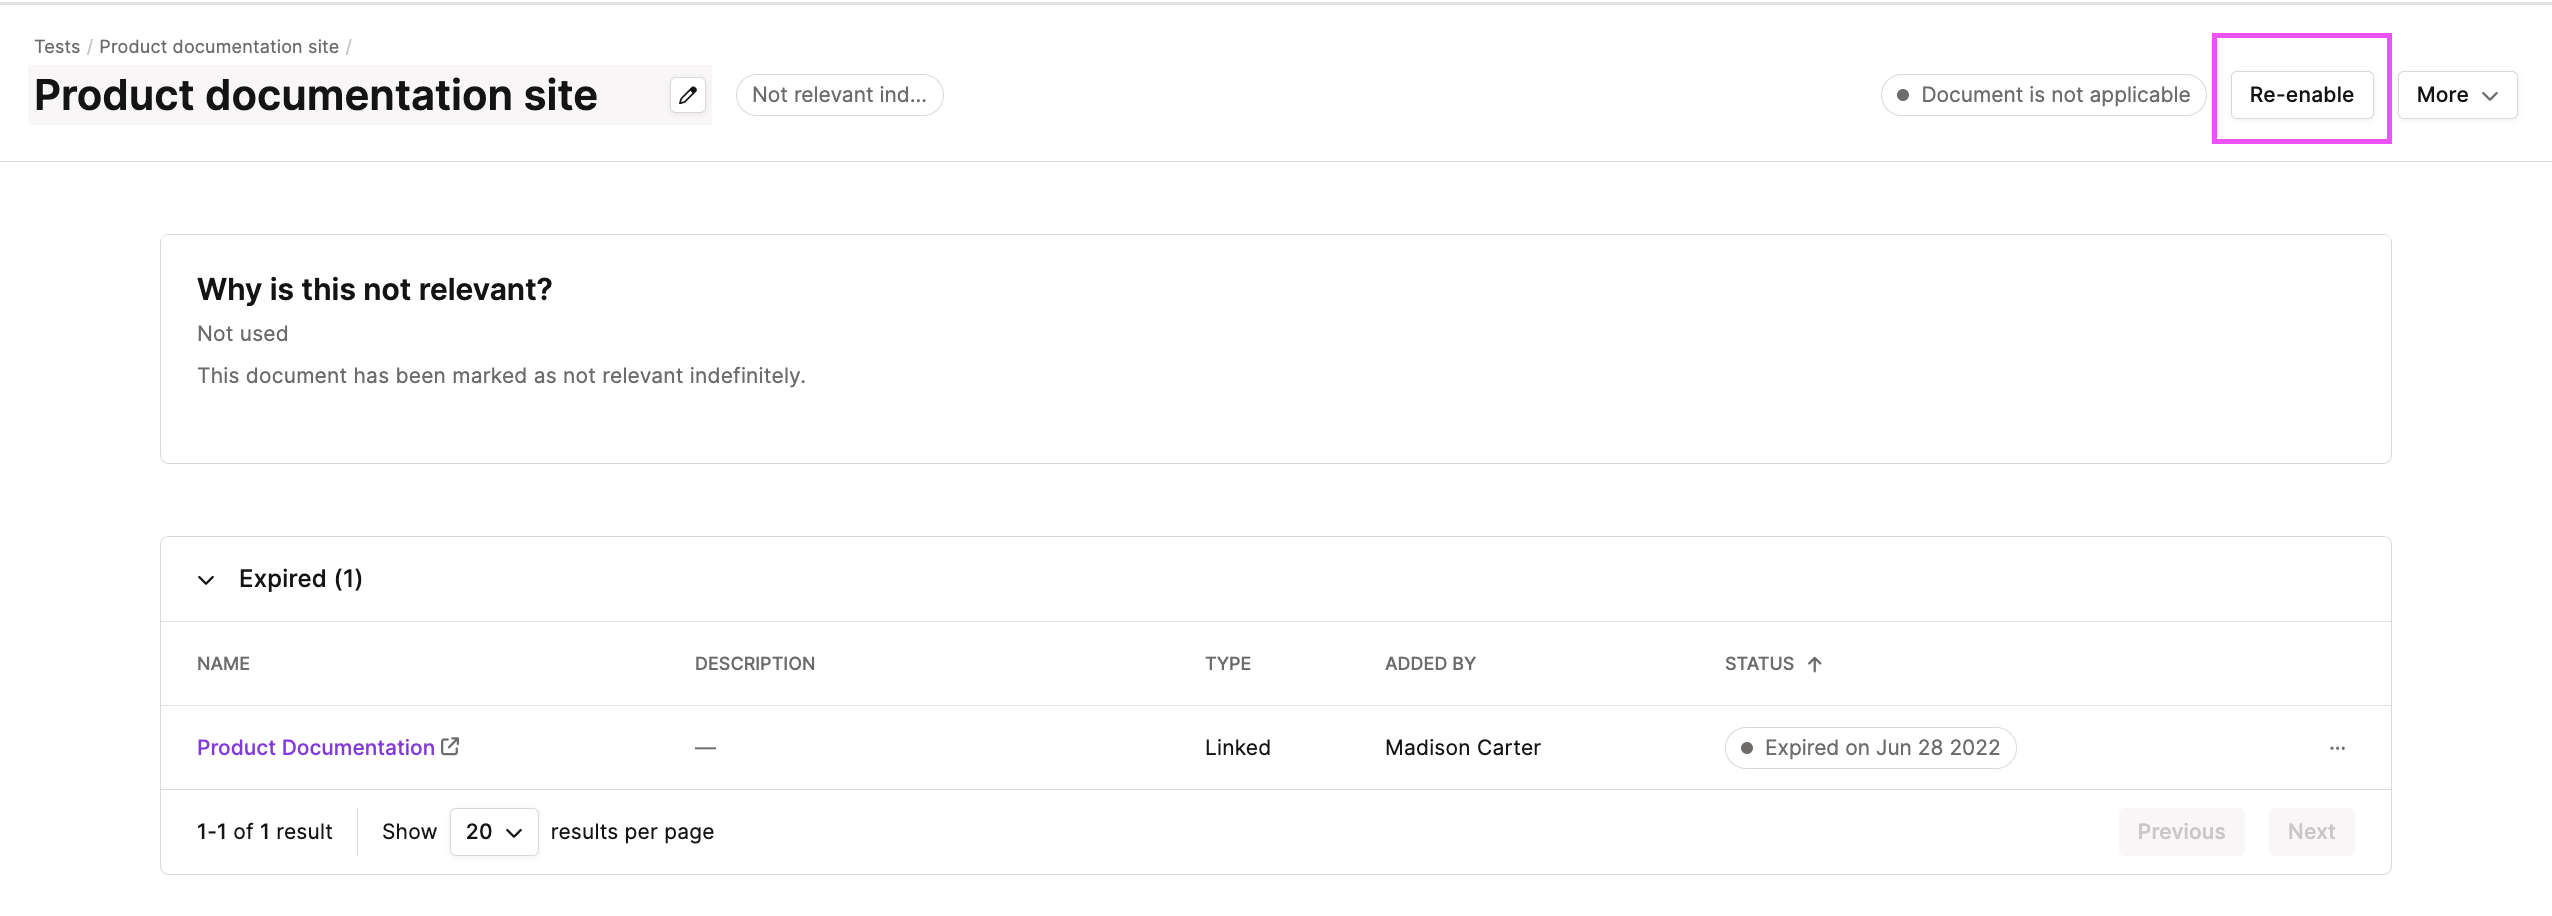 Tests / Product documentation site /
Product documentation site
Not relevant ind...
Document is not applicable
Re-enable
More
Why is this not relevant?
Not used
This document has been marked as not relevant indefinitely.
Expired (1)
NAME DESCRIPTION TYPE ADDED BY STATUS
Product Documentation — Linked Madison Carter Expired on Jun 28 2022
1-1 of 1 result Show 20 results per page Previous Next